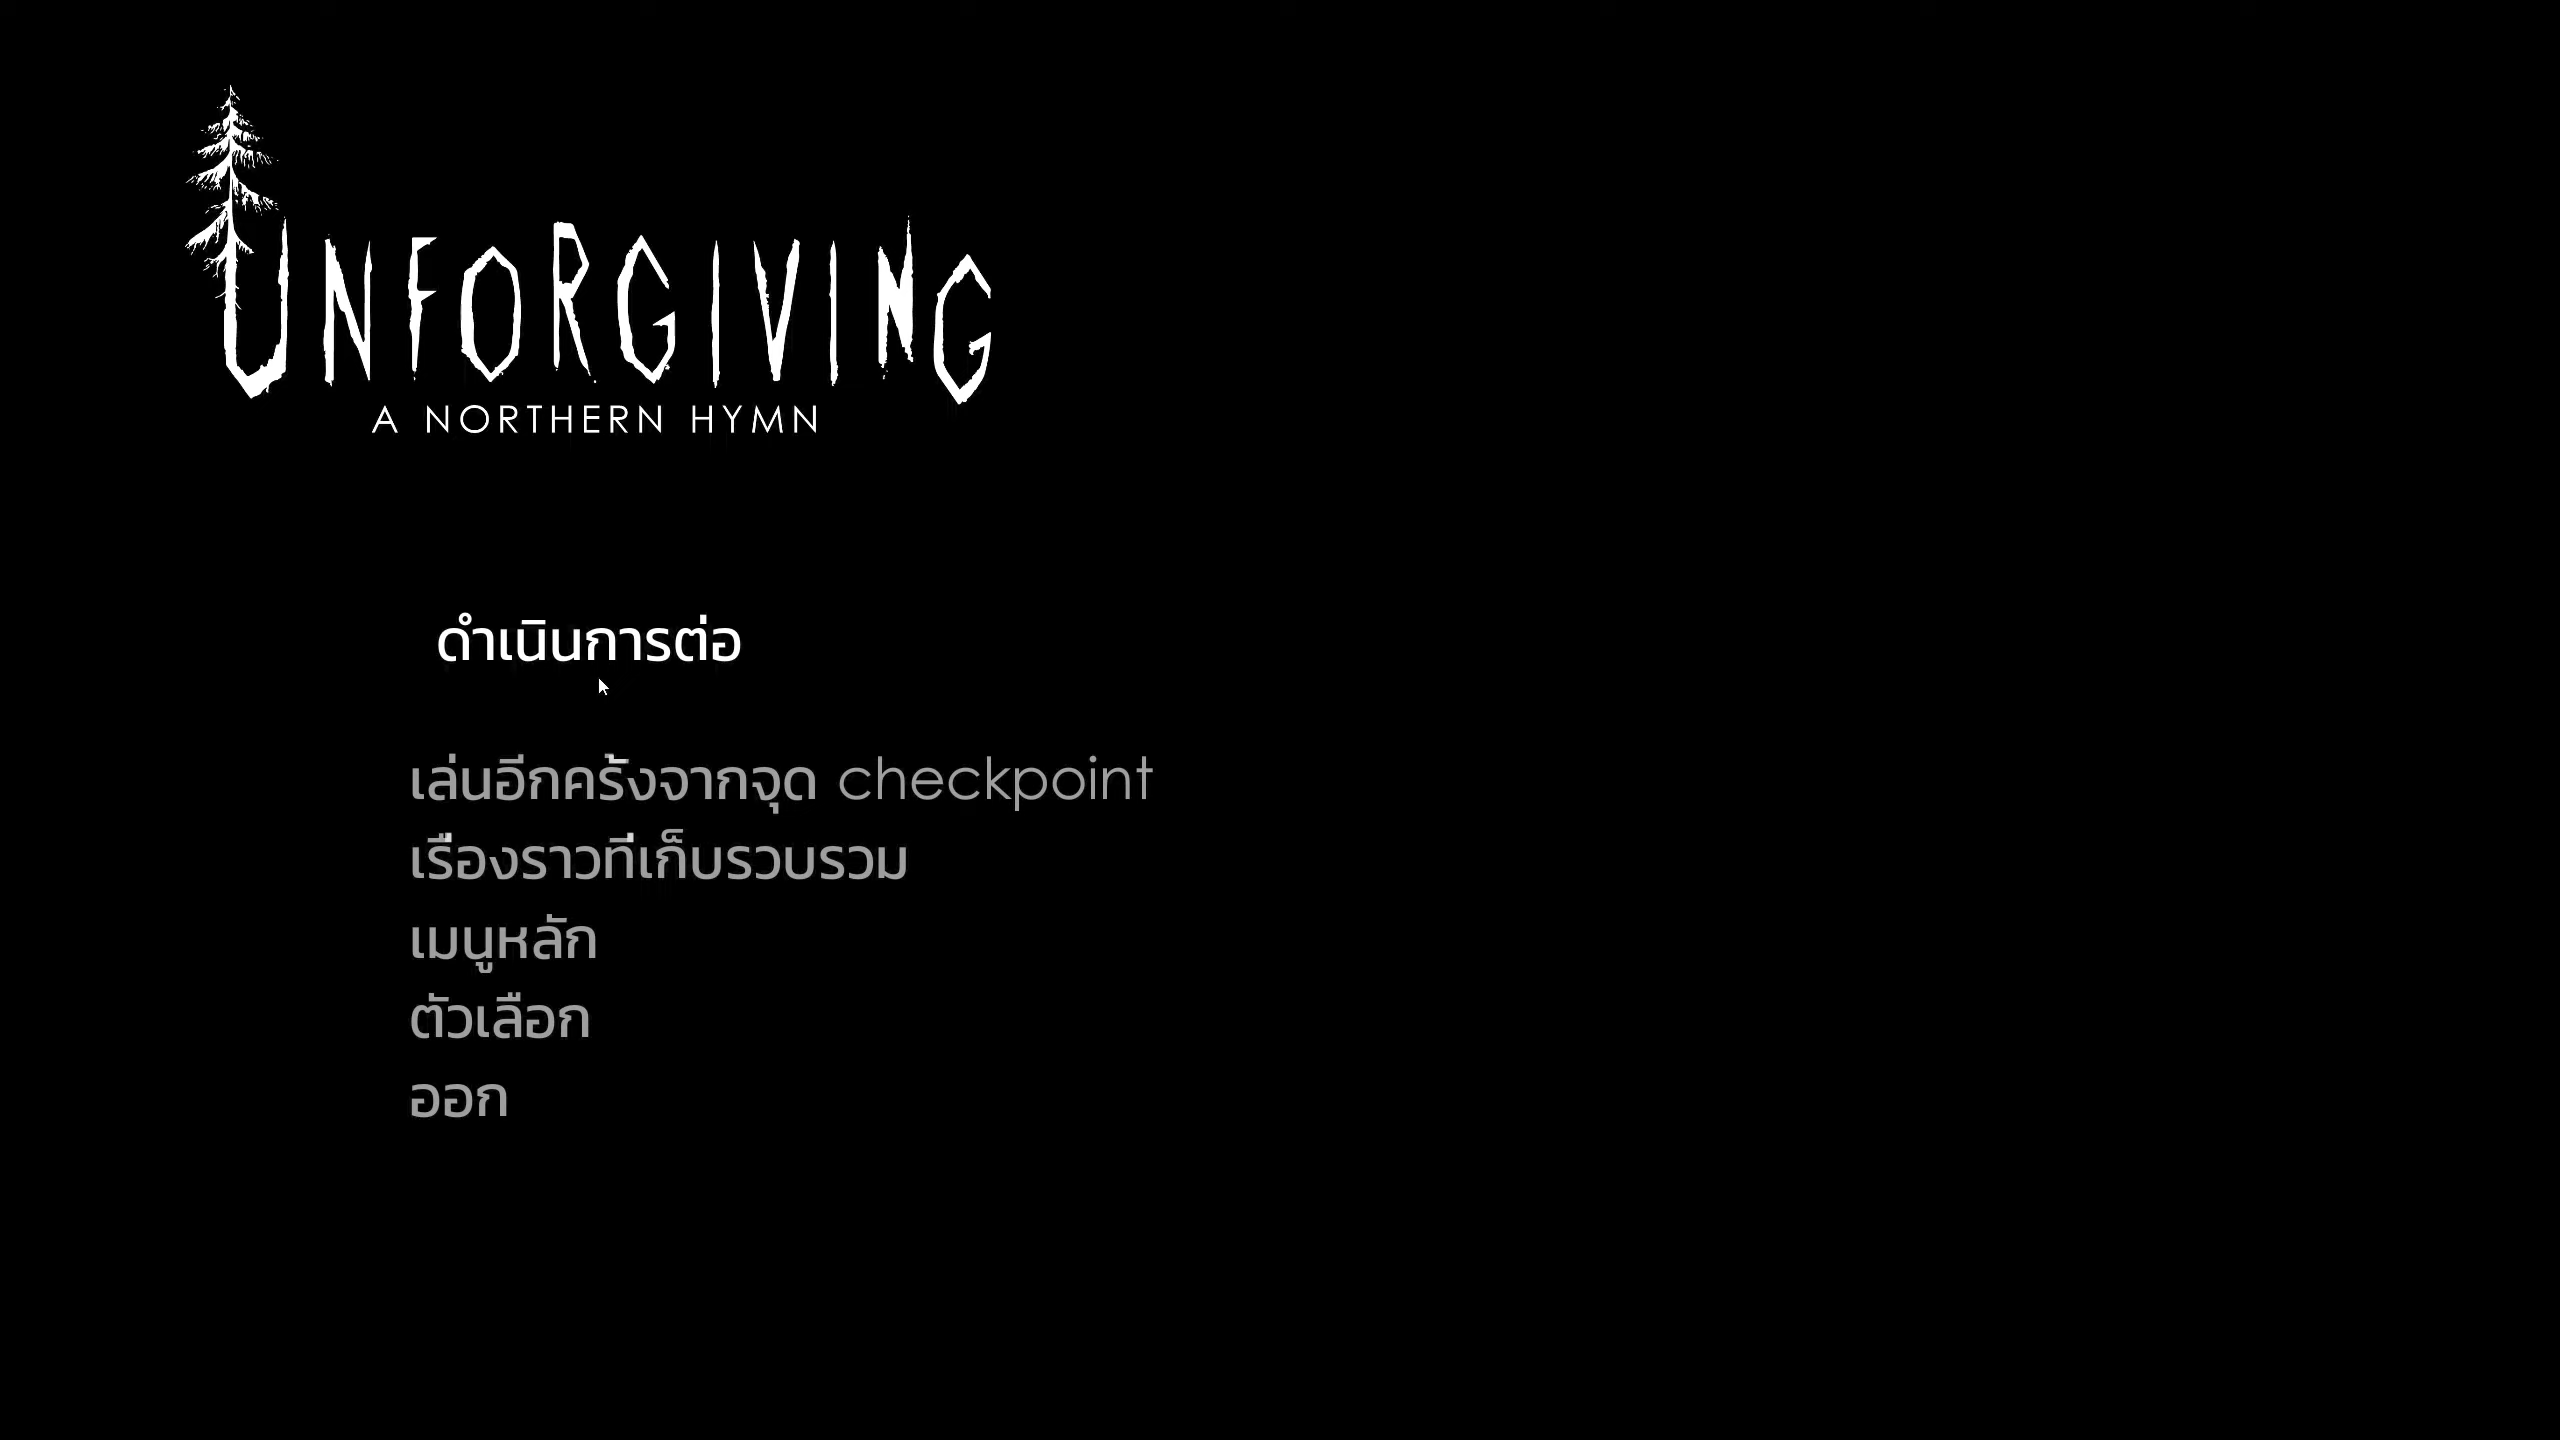 UNFORGIVING
A NORTHERN HYMN
ดำเนินการต่อ
เล่นอีกครั้งจากจุด checkpoint
เรื่องราวที่เก็บรวบรวม
เมนูหลัก
ตัวเลือก
ออก